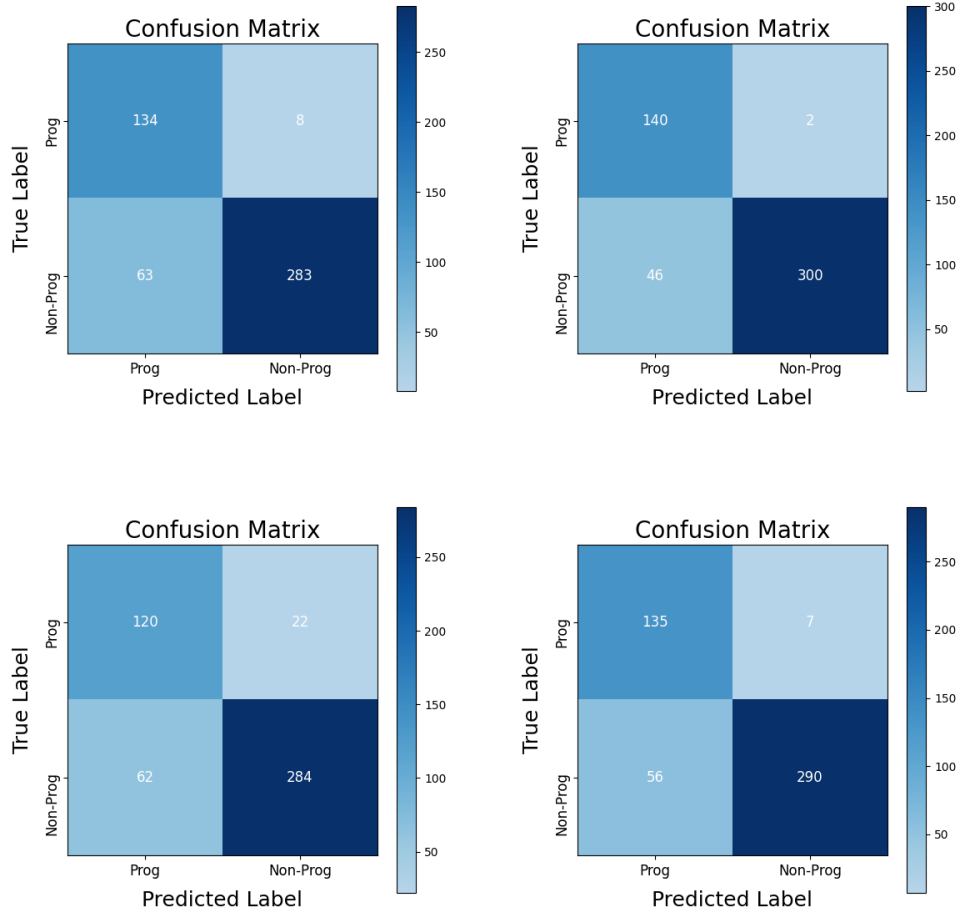 Confusion Matrix
True Label
Prog
Non-Prog
134
8
63
283
Prog
Non-Prog
Predicted Label
250
200
150
100
50
Confusion Matrix
True Label
Prog
Non-Prog
140
2
46
300
Prog
Non-Prog
Predicted Label
300
250
200
150
100
50
Confusion Matrix
True Label
Prog
Non-Prog
120
22
62
284
Prog
Non-Prog
Predicted Label
250
200
150
100
50
Confusion Matrix
True Label
Prog
Non-Prog
135
7
56
290
Prog
Non-Prog
Predicted Label
250
200
150
100
50